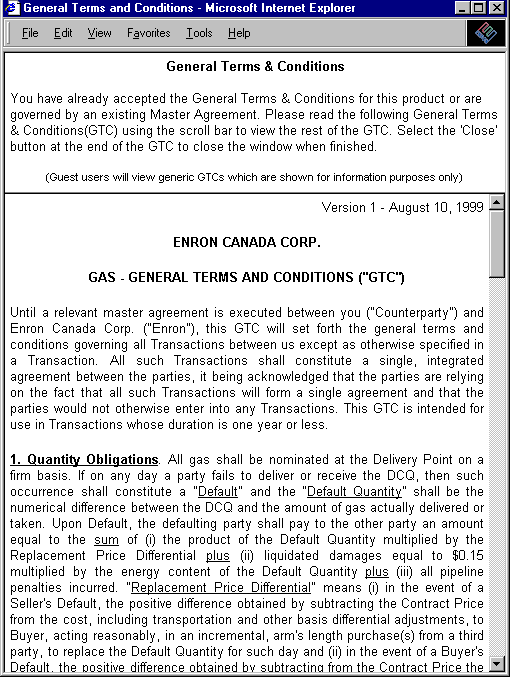 General Terms and Conditions - Microsoft Internet Explorer
File Edit View Favorites Tools Help
General Terms & Conditions
You have already accepted the General Terms & Conditions for this product or are
governed by an existing Master Agreement. Please read the following General Terms
& Conditions(GTC) using the scroll bar to view the rest of the GTC. Select the 'Close'
button at the end of the GTC to close the window when finished.
(Guest users will view generic GTCs which are shown for information purposes only)
Version 1 - August 10, 1999
ENRON CANADA CORP.
GAS - GENERAL TERMS AND CONDITIONS ("GTC")
Until a relevant master agreement is executed between you ("Counterparty") and
Enron Canada Corp. ("Enron"), this GTC will set forth the general terms and
conditions governing all Transactions between us except as otherwise specified in
a Transaction. All such Transactions shall constitute a single, integrated
agreement between the parties, it being acknowledged that the parties are relying
on the fact that all such Transactions will form a single agreement and that the
parties would not otherwise enter into any Transactions. This GTC is intended for
use in Transactions whose duration is one year or less.
1. Quantity Obligations. All gas shall be nominated at the Delivery Point on a
firm basis. If on any day a party fails to deliver or receive the DCQ, then such
occurrence shall constitute a "Default" and the "Default Quantity" shall be the
numerical difference between the DCQ and the amount of gas actually delivered or
taken. Upon Default, the defaulting party shall pay to the other party an amount
equal to the sum of (i) the product of the Default Quantity multiplied by the
Replacement Price Differential plus (ii) liquidated damages equal to $0.15
multiplied by the energy content of the Default Quantity plus (iii) all pipeline
penalties incurred. "Replacement Price Differential" means (i) in the event of a
Seller's Default, the positive difference obtained by subtracting the Contract Price
from the cost, including transportation and other basis differential adjustments, to
Buyer, acting reasonably, in an incremental, arm's length purchase(s) from a third
party, to replace the Default Quantity for such day and (ii) in the event of a Buyer's
Default, the positive difference obtained by subtracting from the Contract Price the